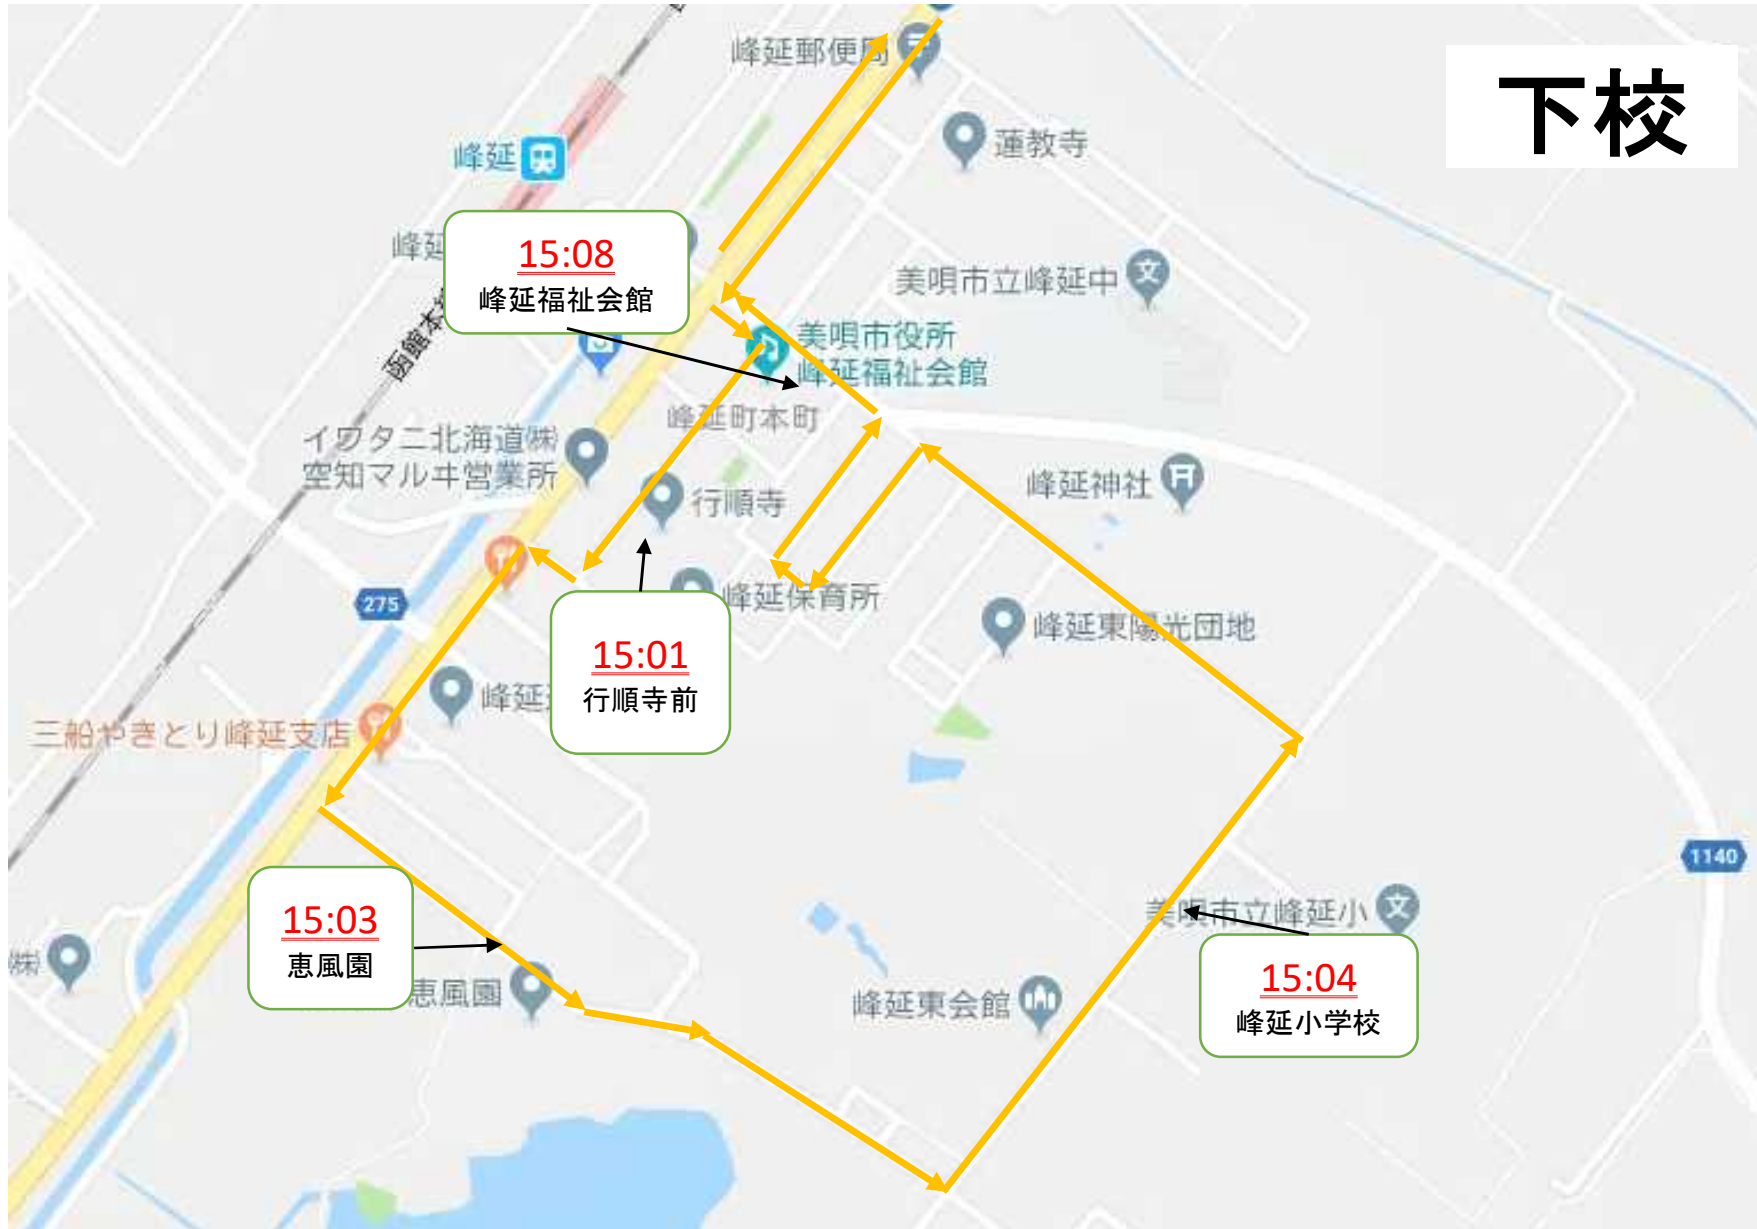 下校
峰延郵便局
蓮教寺
峰延
15:08
峰延福祉会館
美唄市立峰延中
美唄市役所
峰延福祉会館
峰延町本町
イワタニ北海道㈱
空知マルヰ営業所
行順寺
峰延神社
275
峰延保育所
峰延東陽光団地
15:01
行順寺前
三船やきとり峰延支店
1140
15:03
恵風園
美唄市立峰延小
恵風園
峰延東会館
15:04
峰延小学校
㈱
函館本